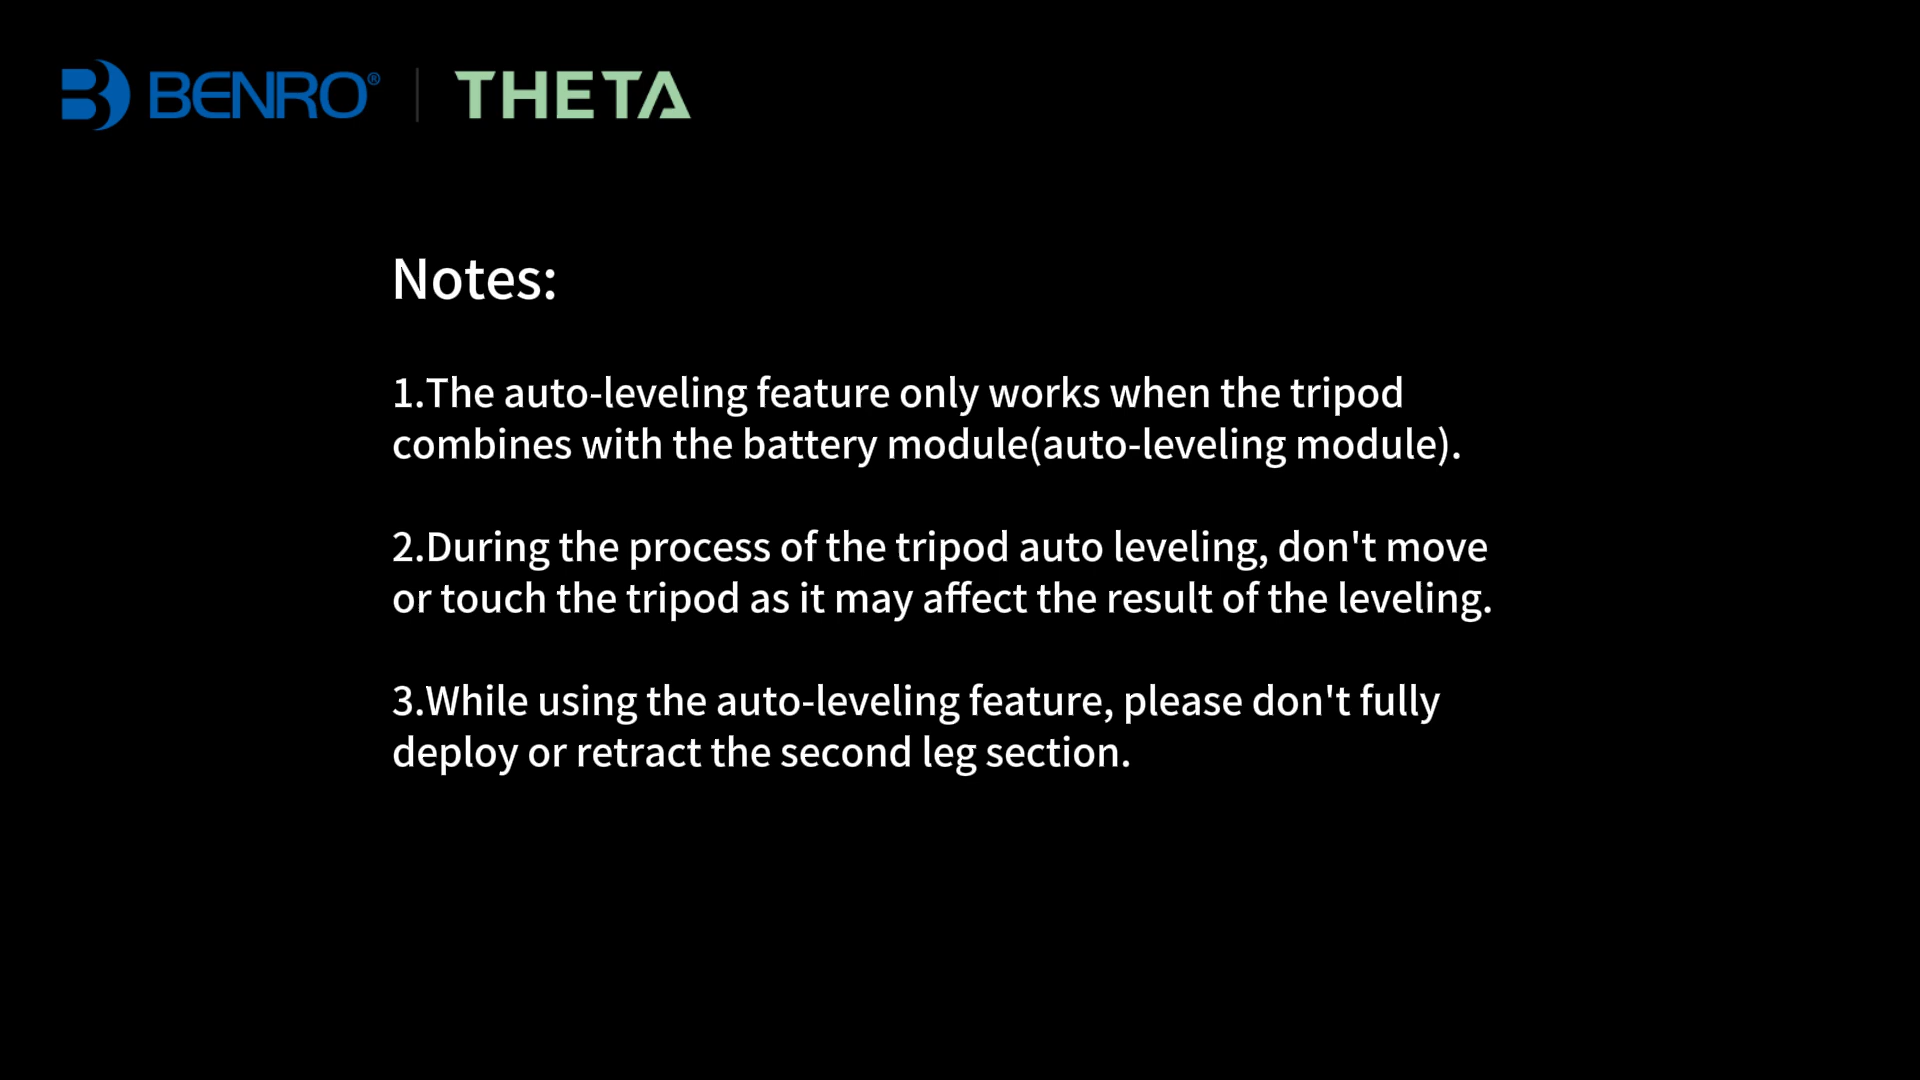 BENRO® | THETA
Notes:
1.The auto-leveling feature only works when the tripod
combines with the battery module(auto-leveling module).
2.During the process of the tripod auto leveling, don't move
or touch the tripod as it may affect the result of the leveling.
3.While using the auto-leveling feature, please don't fully
deploy or retract the second leg section.